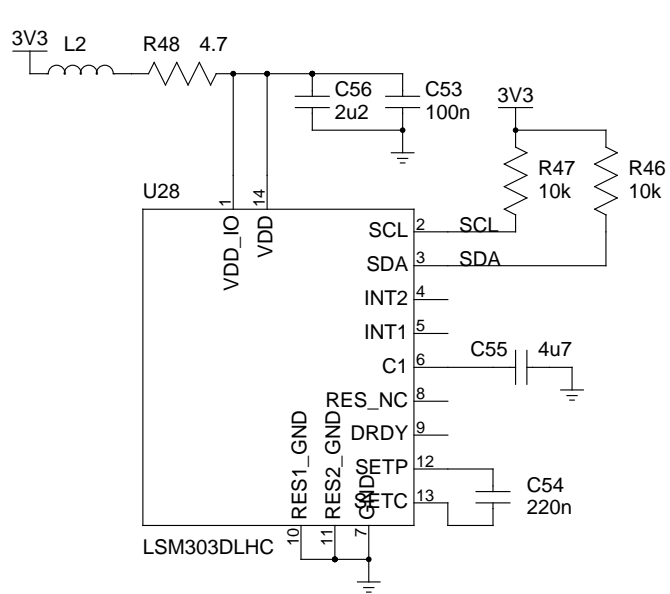 3V3 L2 R48 4.7
C56 C53
2u2 100n
3V3
R47 R46
10k 10k
U28
1 14
VDD_IO VDD
SCL 2 SCL
SDA 3 SDA
INT2 4
INT1 5
C1 6 C55 4u7
RES_NC 8
DRDY 9
SETP 12
SETC 13
C54
220n
RES1_GND RES2_GND GND
10 11 7
LSM303DLHC